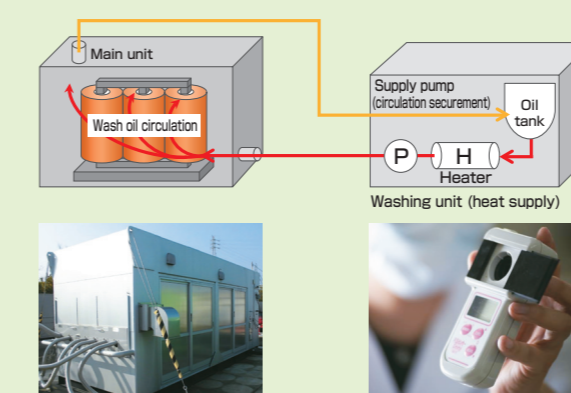 Main unit
Wash oil circulation
Supply pump
(circulation securement)
Oil
tank
P
H
Heater
Washing unit (heat supply)